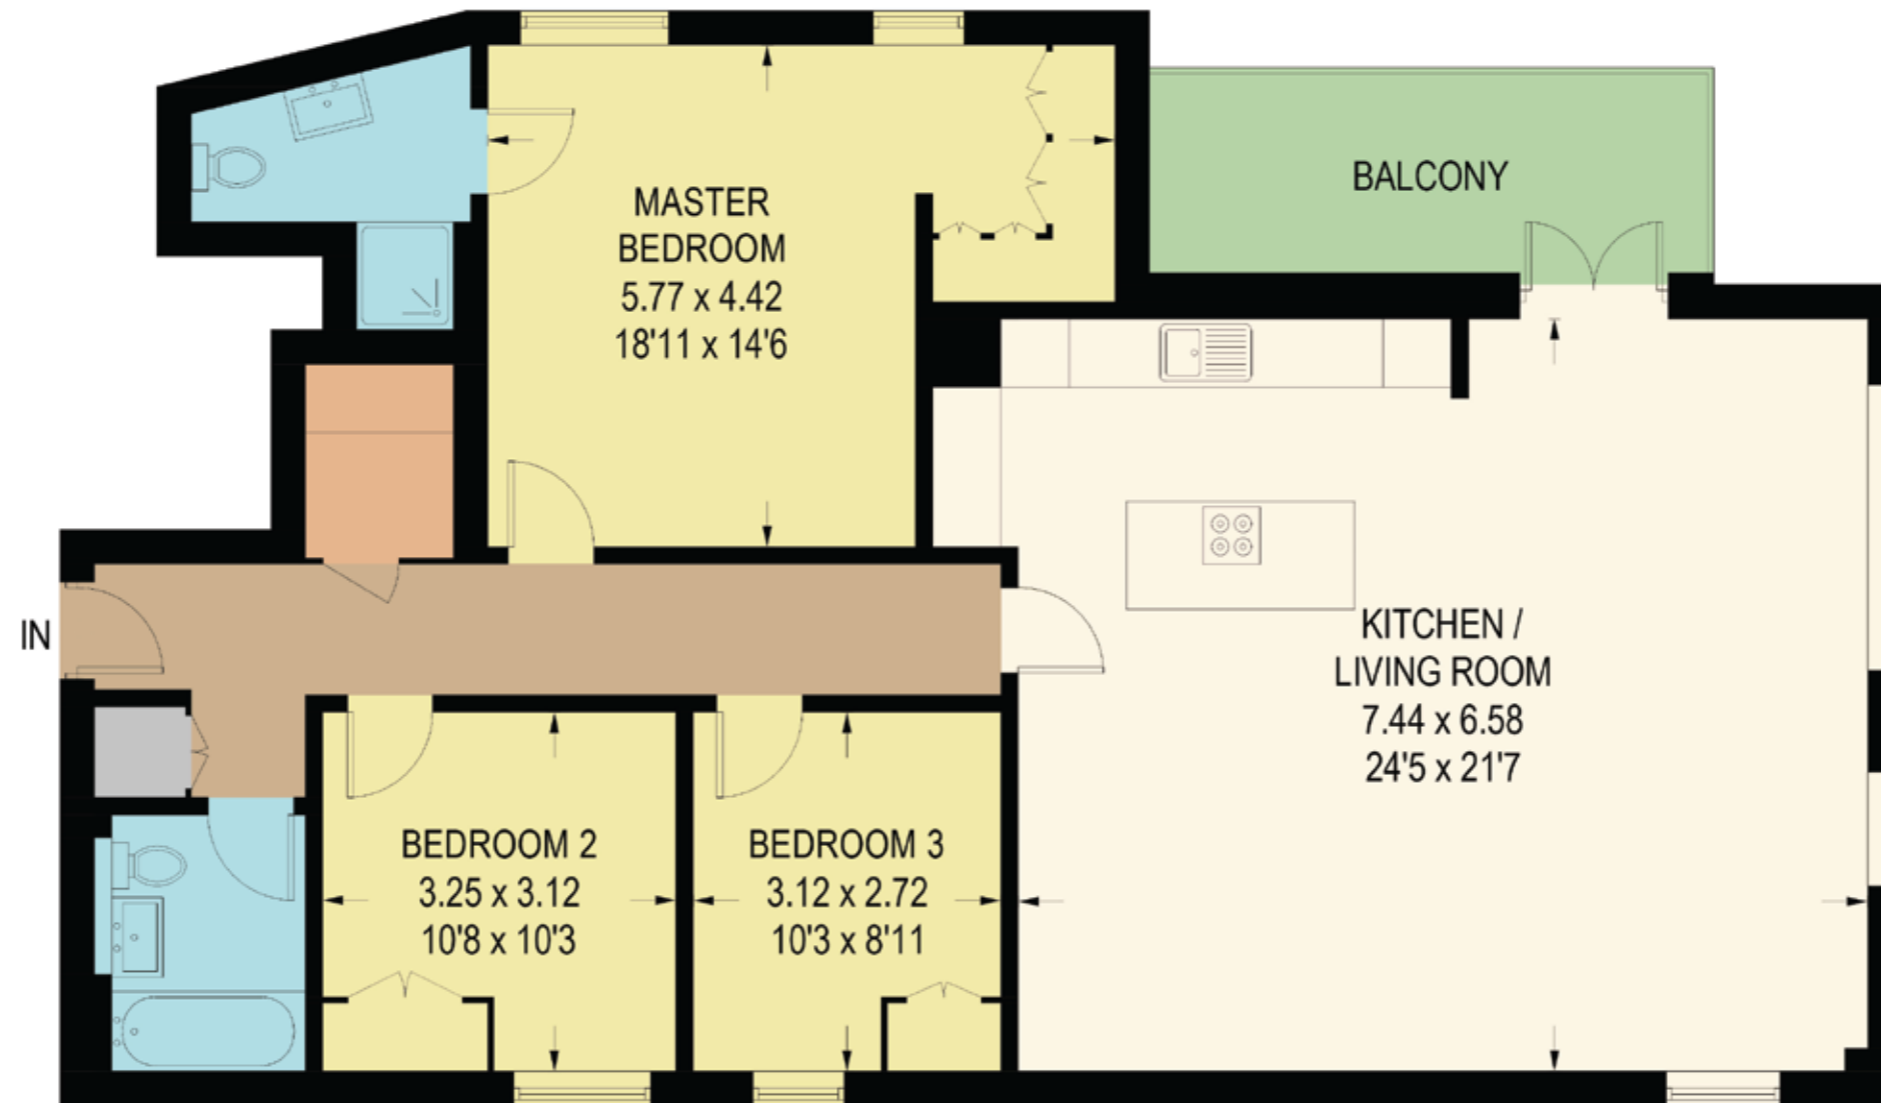 MASTER
BEDROOM
5.77 x 4.42
18'11 x 14'6
BALCONY
IN
KITCHEN /
LIVING ROOM
7.44 x 6.58
24'5 x 21'7
BEDROOM 2
3.25 x 3.12
10'8 x 10'3
BEDROOM 3
3.12 x 2.72
10'3 x 8'11